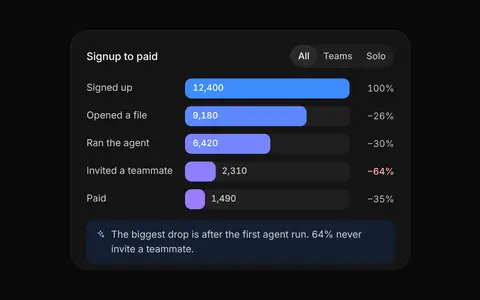 Signup to paid
All Teams Solo
Signed up 12,400 100%
Opened a file 9,180 −26%
Ran the agent 6,420 −30%
Invited a teammate 2,310 −64%
Paid 1,490 −35%
The biggest drop is after the first agent run. 64% never
invite a teammate.